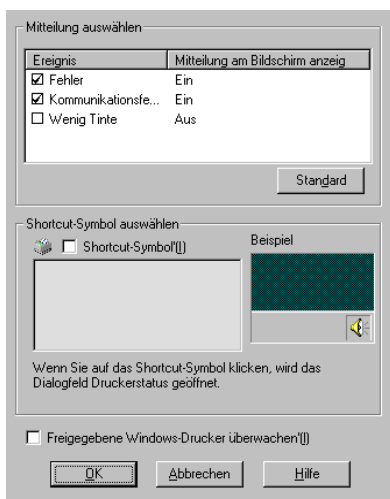 Mitteilung auswählen
Ereignis Mitteilung am Bildschirm anzeig
Fehler Ein
Kommunikationsfe... Ein
Wenig Tinte Aus
Standard
Shortcut-Symbol auswählen
Shortcut-Symbol'(|)
Beispiel
Wenn Sie auf das Shortcut-Symbol klicken, wird das
Dialogfeld Druckerstatus geöffnet.
Freigegebene Windows-Drucker überwachen'(|)
OK Abbrechen Hilfe